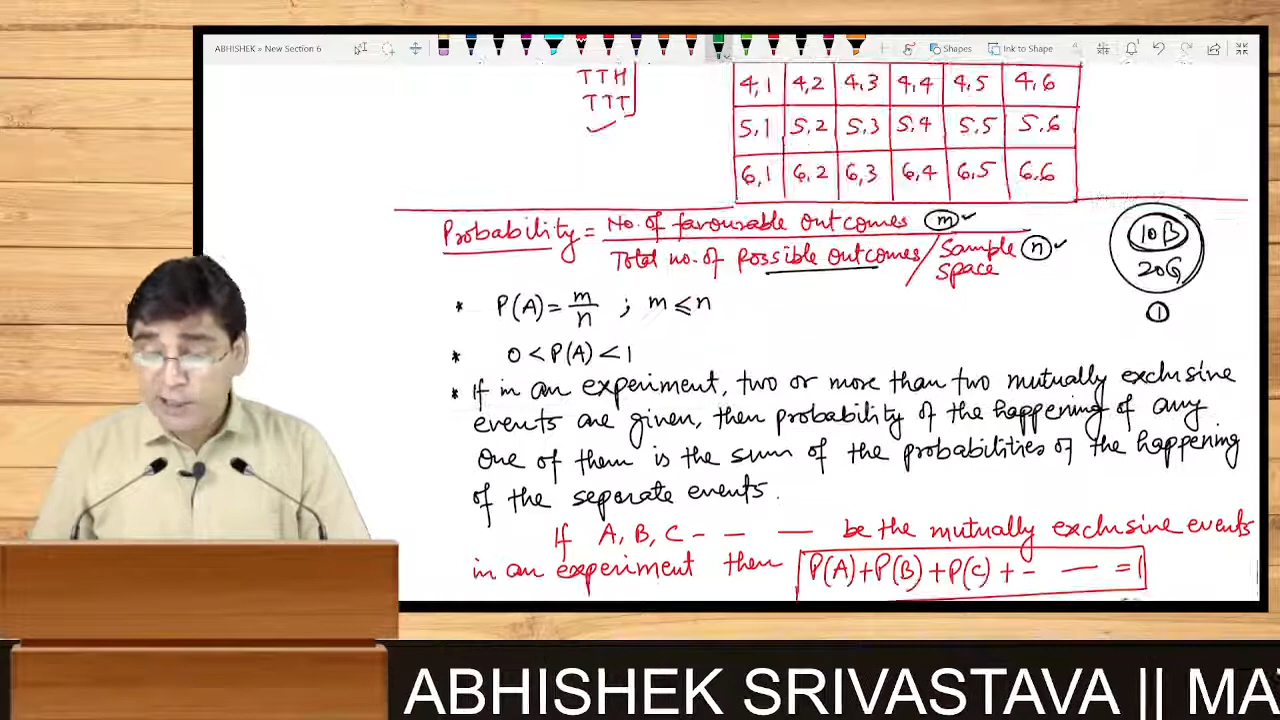 ABHISHEK » New Section 6
Shapes
Ink to Shape
TTH
TTT
4,1 4,2 4,3 4,4 4,5 4,6
5,1 5,2 5,3 5,4 5,5 5,6
6,1 6,2 6,3 6,4 6,5 6,6
Probability = No. of favourable outcomes (m)
Total no. of possible outcomes / Sample space (n)
10B
20G
1
* P(A) = m/n ; m ≤ n
* 0 < P(A) < 1
* If in an experiment, two or more than two mutually exclusive
events are given, then probability of the happening of any
One of them is the sum of the probabilities of the happening
of the separate events.
If A, B, C - - — be the mutually exclusive events
in an experiment then P(A)+P(B)+P(C)+ - — =1
ABHISHEK SRIVASTAVA || MA